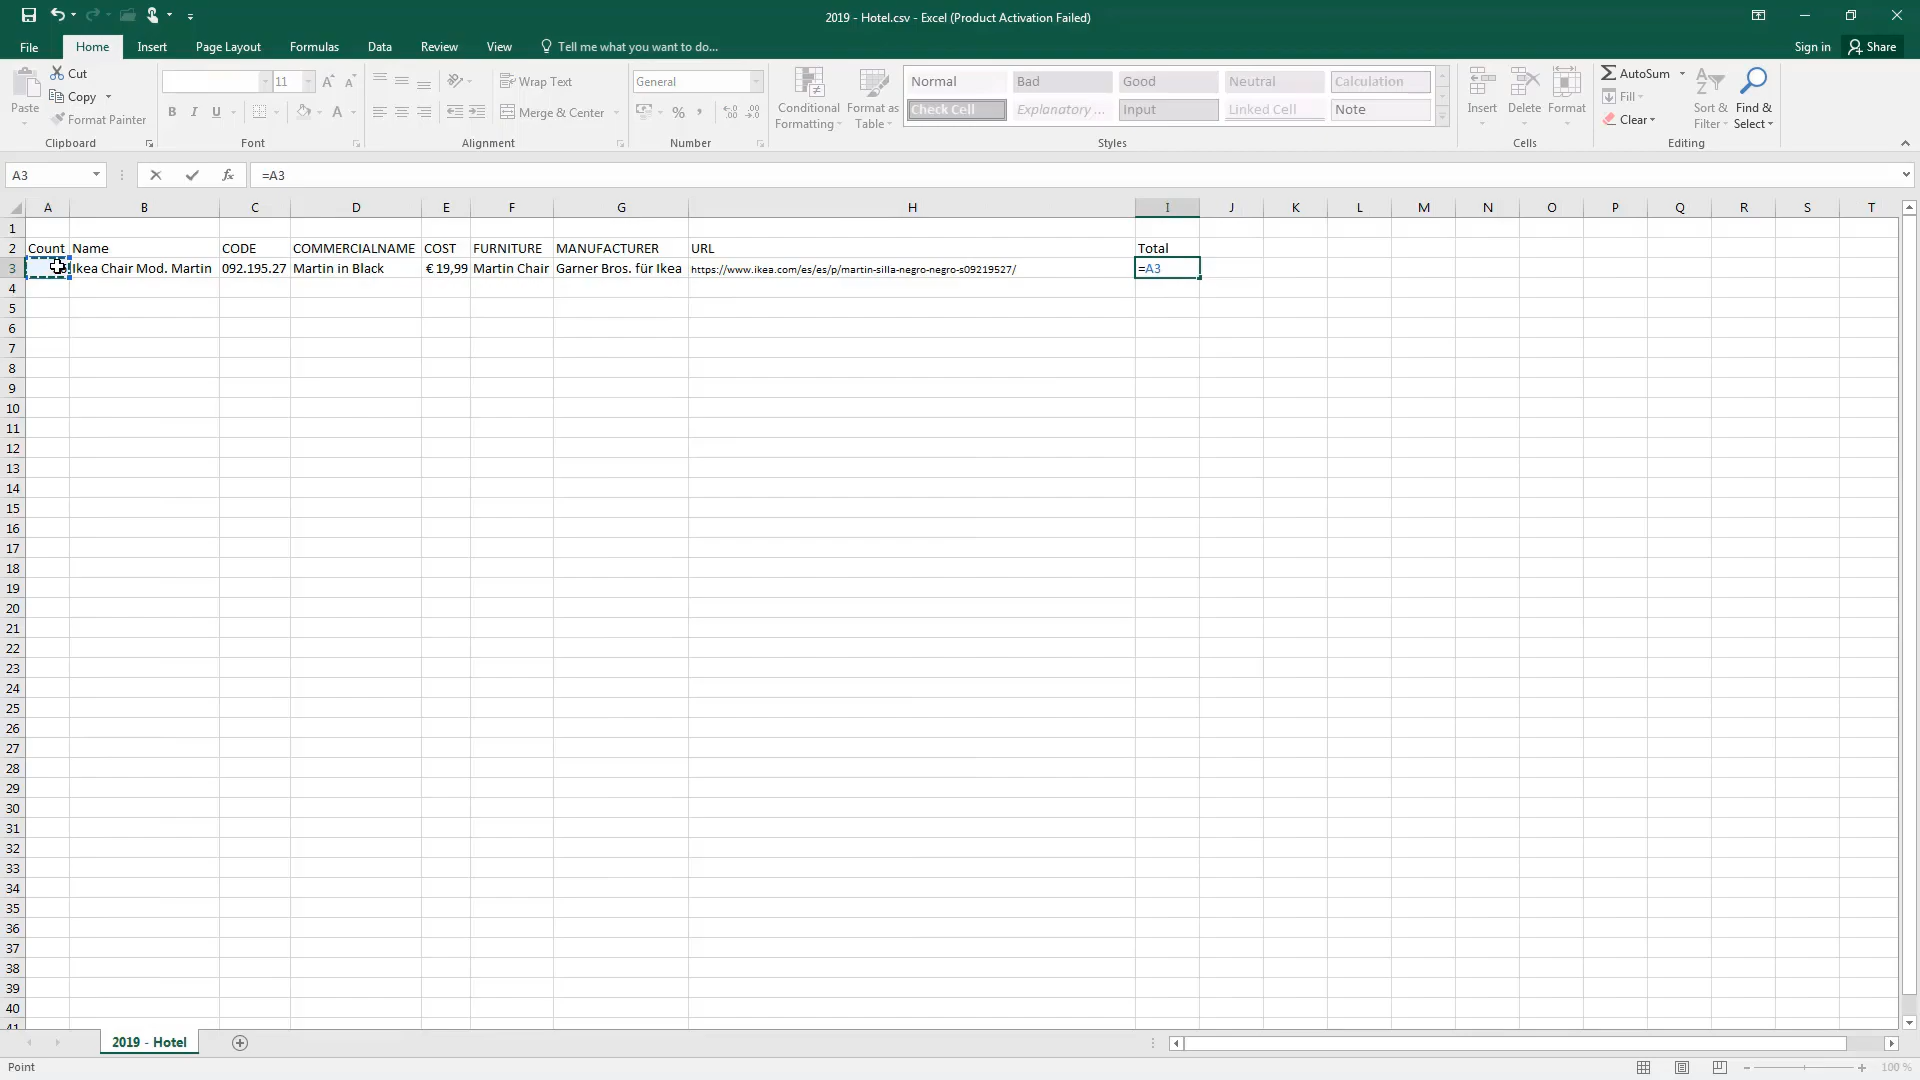 2019 - Hotel.csv - Excel (Product Activation Failed)
File Home Insert Page Layout Formulas Data Review View Tell me what you want to do... Sign in Share
Paste Cut Copy Format Painter Clipboard
11 B I U A Font
Wrap Text Merge & Center Alignment
General % Number
Conditional Formatting Format as Table
Normal Bad Good Neutral Calculation
Check Cell Explanatory ... Input Linked Cell Note
Styles
Insert Delete Format Cells
AutoSum Fill Clear Sort & Filter Find & Select Editing
A3 fx =A3
A B C D E F G H I J K L M N O P Q R S T
1
2 Count Name CODE COMMERCIALNAME COST FURNITURE MANUFACTURER URL Total
3 Ikea Chair Mod. Martin 092.195.27 Martin in Black € 19,99 Martin Chair Garner Bros. für Ikea https://www.ikea.com/es/es/p/martin-silla-negro-negro-s09219527/ =A3
4
5
6
7
8
9
10
11
12
13
14
15
16
17
18
19
20
21
22
23
24
25
26
27
28
29
30
31
32
33
34
35
36
37
38
39
40
41
2019 - Hotel
Point 100 %